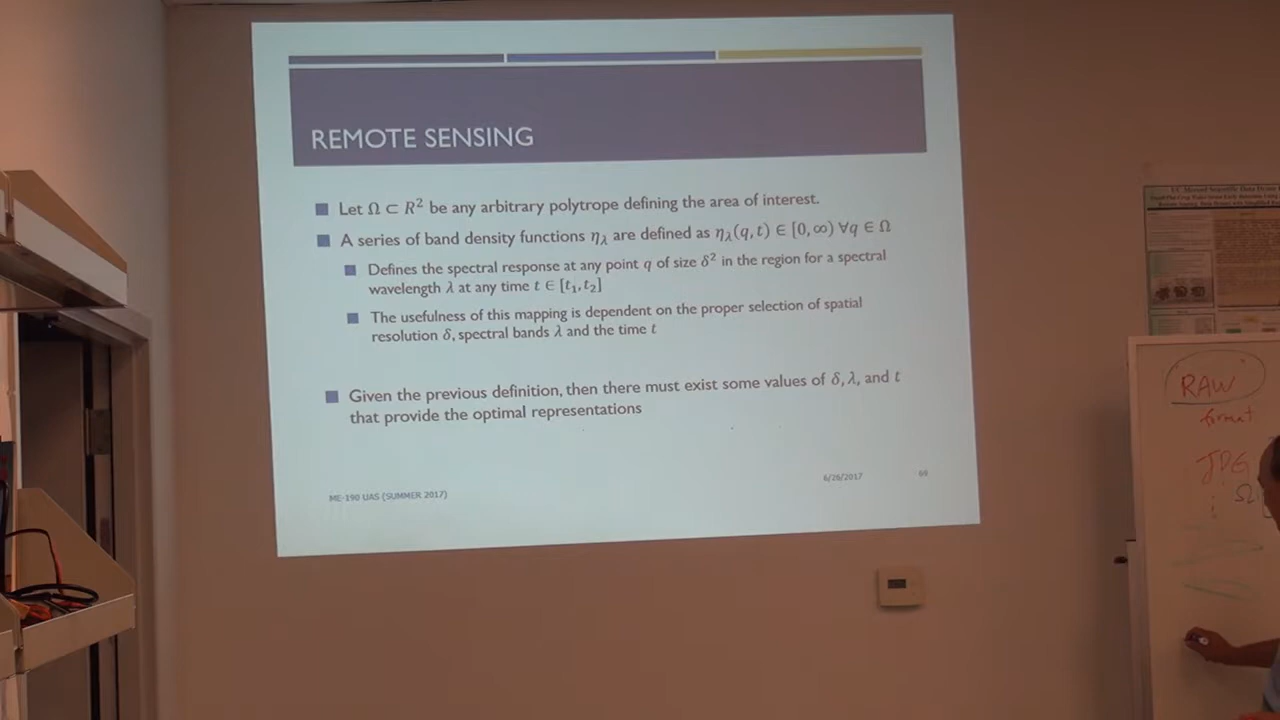 REMOTE SENSING
Let Ω ⊂ R² be any arbitrary polytrope defining the area of interest.
A series of band density functions η_λ are defined as η_λ(q, t) ∈ [0, ∞) ∀q ∈ Ω
Defines the spectral response at any point q of size δ² in the region for a spectral
wavelength λ at any time t ∈ [t₁, t₂]
The usefulness of this mapping is dependent on the proper selection of spatial
resolution δ, spectral bands λ and the time t
Given the previous definition, then there must exist some values of δ, λ, and t
that provide the optimal representations
ME-190 UAS (SUMMER 2017)
6/26/2017
69
RAW
format
JPG
Ω